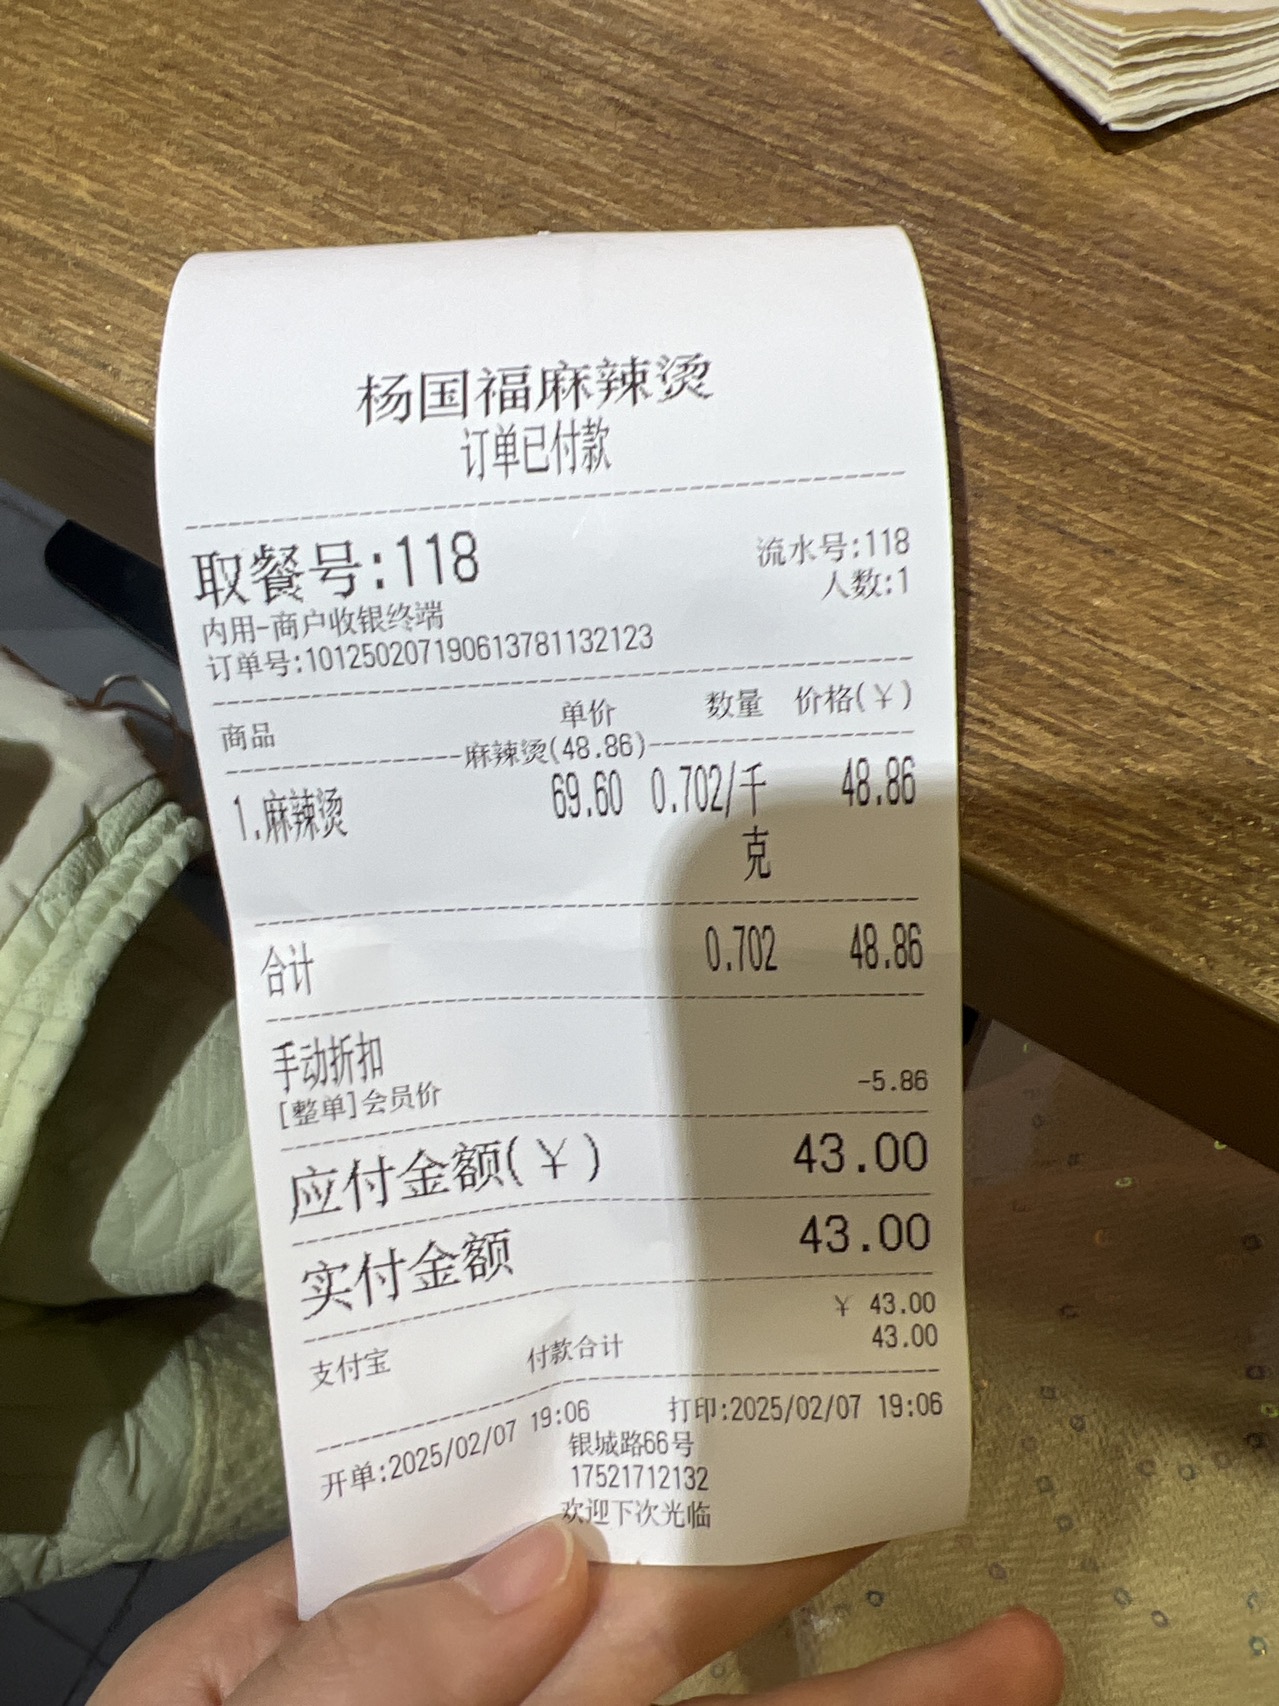 杨国福麻辣烫
订单已付款
取餐号:118 流水号:118
人数:1
内用-商户收银终端
订单号:101250207190613781132123
商品 单价 数量 价格(¥)
麻辣烫(48.86)
1.麻辣烫 69.60 0.702/千克 48.86
合计 0.702 48.86
手动折扣
[整单]会员价 -5.86
应付金额(¥) 43.00
实付金额 43.00
支付宝 ¥ 43.00
付款合计 43.00
开单:2025/02/07 19:06 打印:2025/02/07 19:06
银城路66号
17521712132
欢迎下次光临